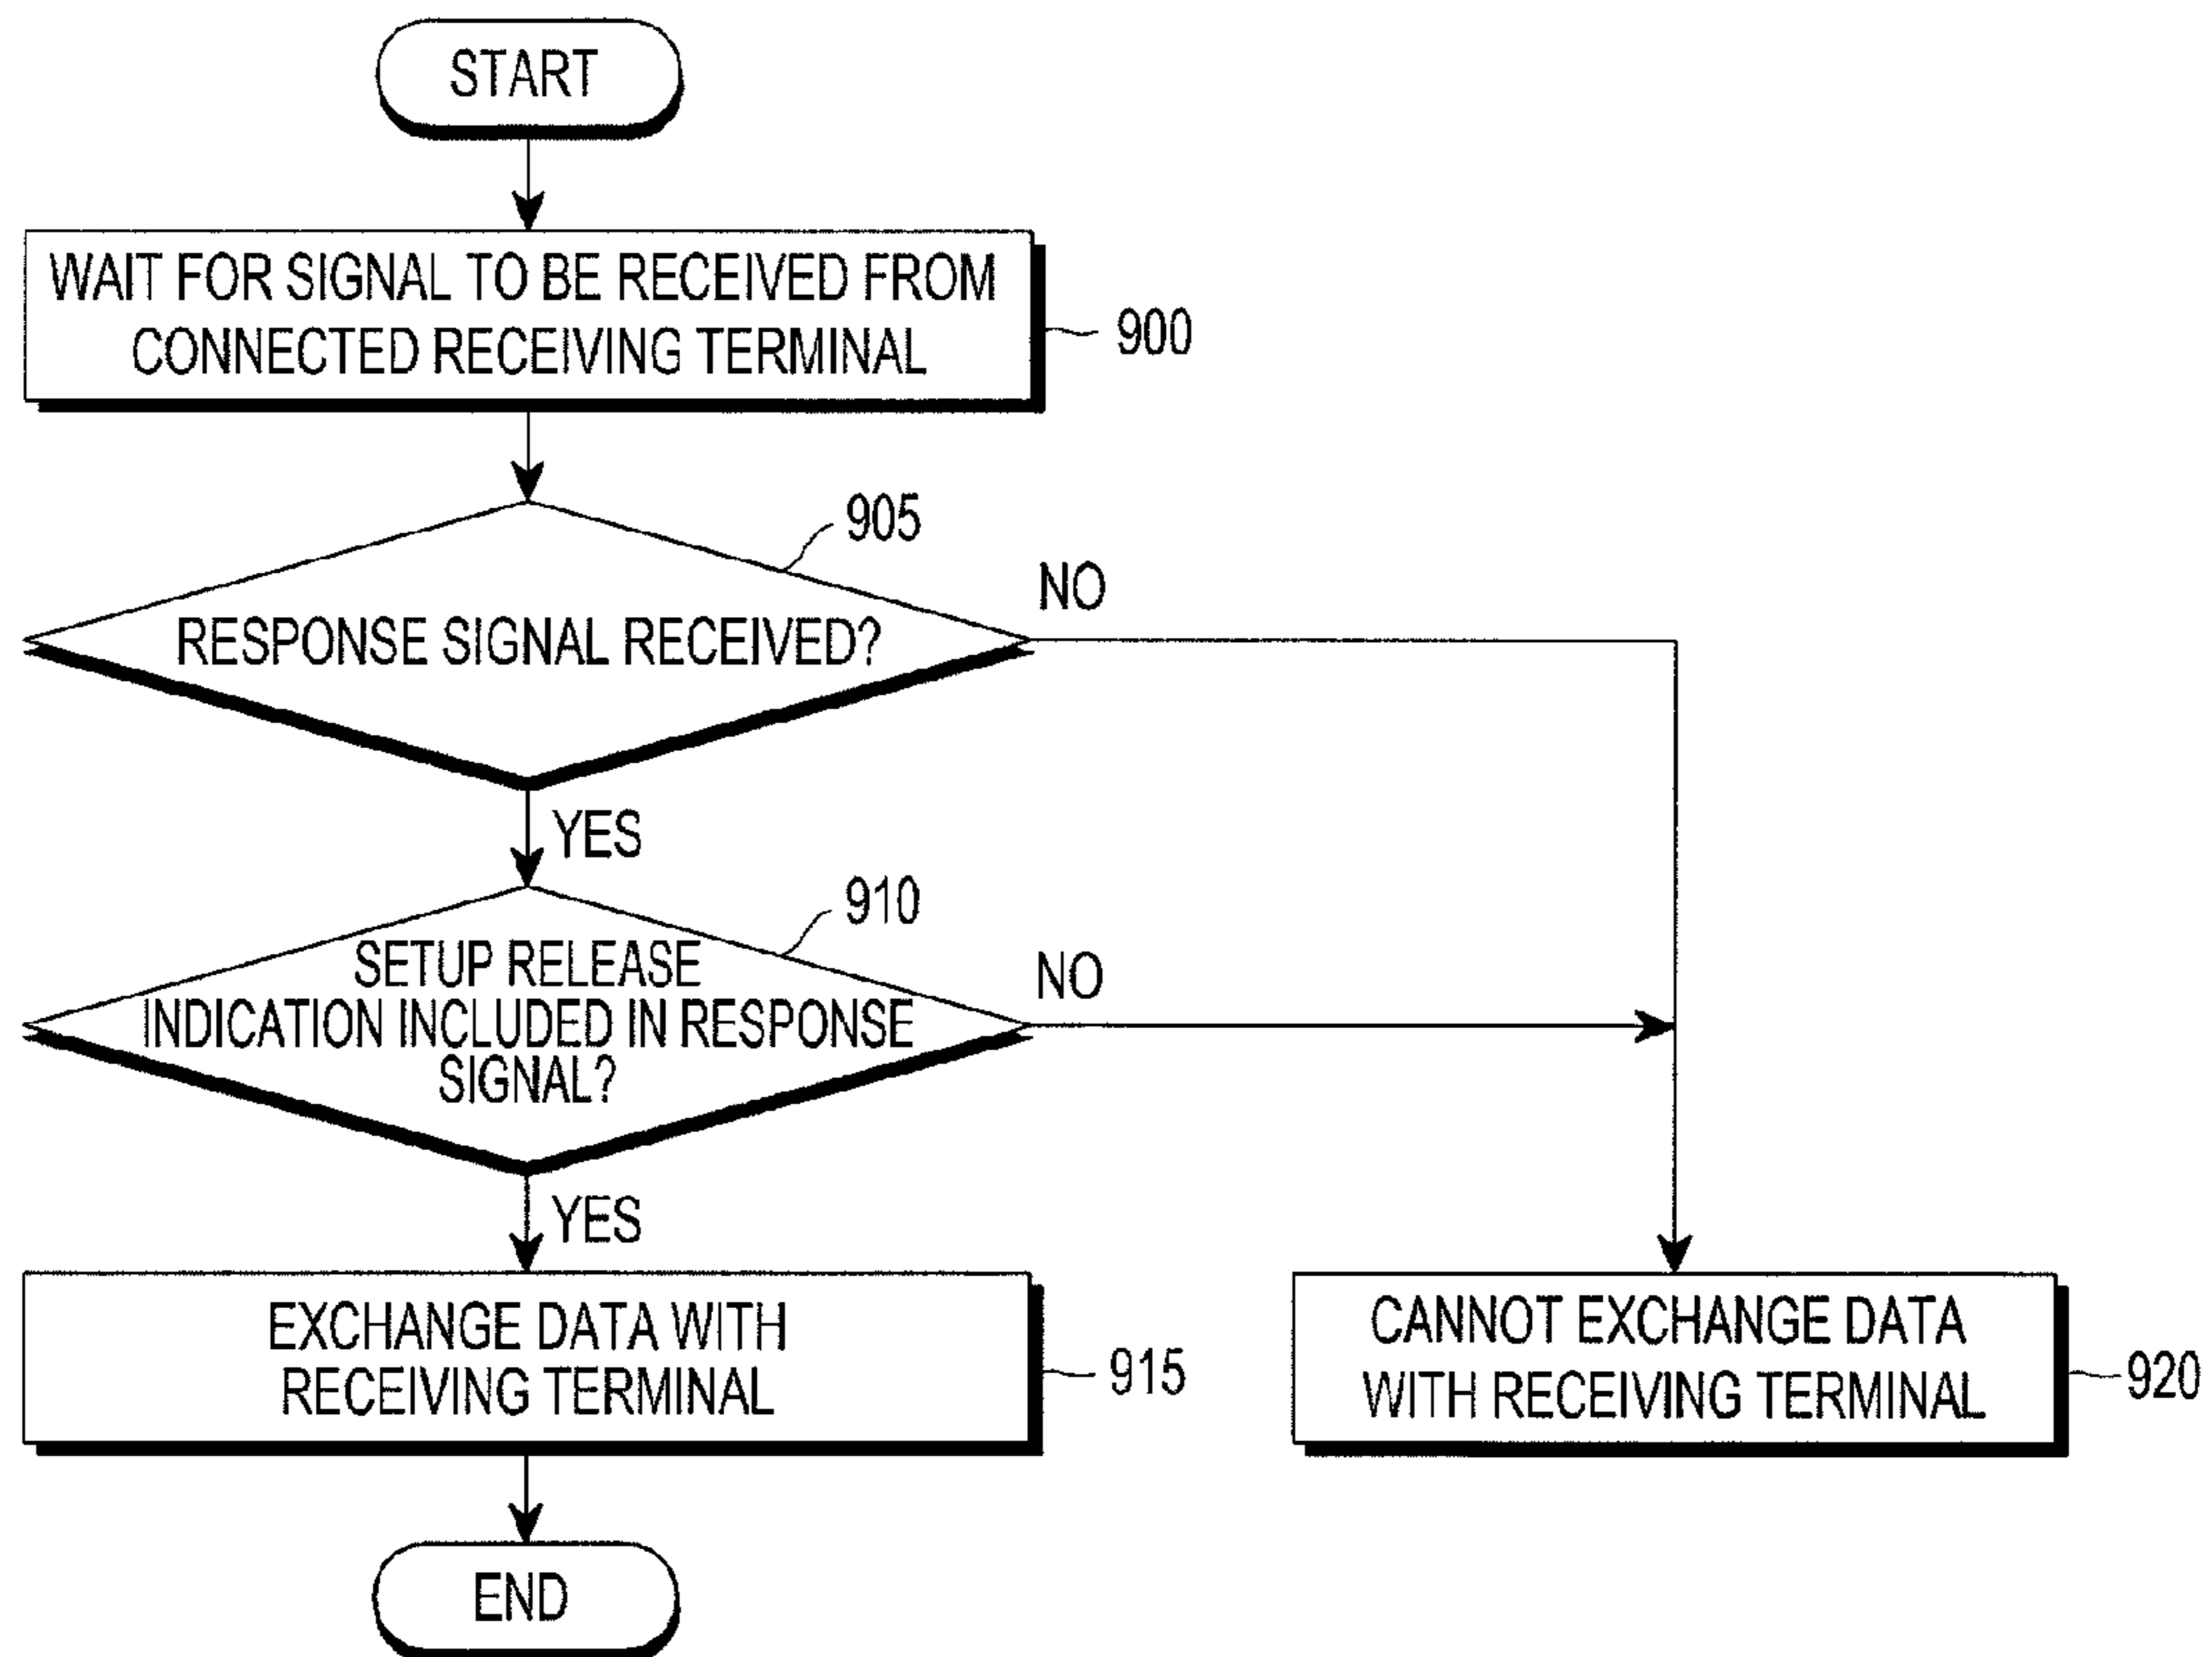 START
WAIT FOR SIGNAL TO BE RECEIVED FROM
CONNECTED RECEIVING TERMINAL
900
905
NO
RESPONSE SIGNAL RECEIVED?
YES
910
NO
SETUP RELEASE
INDICATION INCLUDED IN RESPONSE
SIGNAL?
YES
EXCHANGE DATA WITH
RECEIVING TERMINAL
915
CANNOT EXCHANGE DATA
WITH RECEIVING TERMINAL
920
END